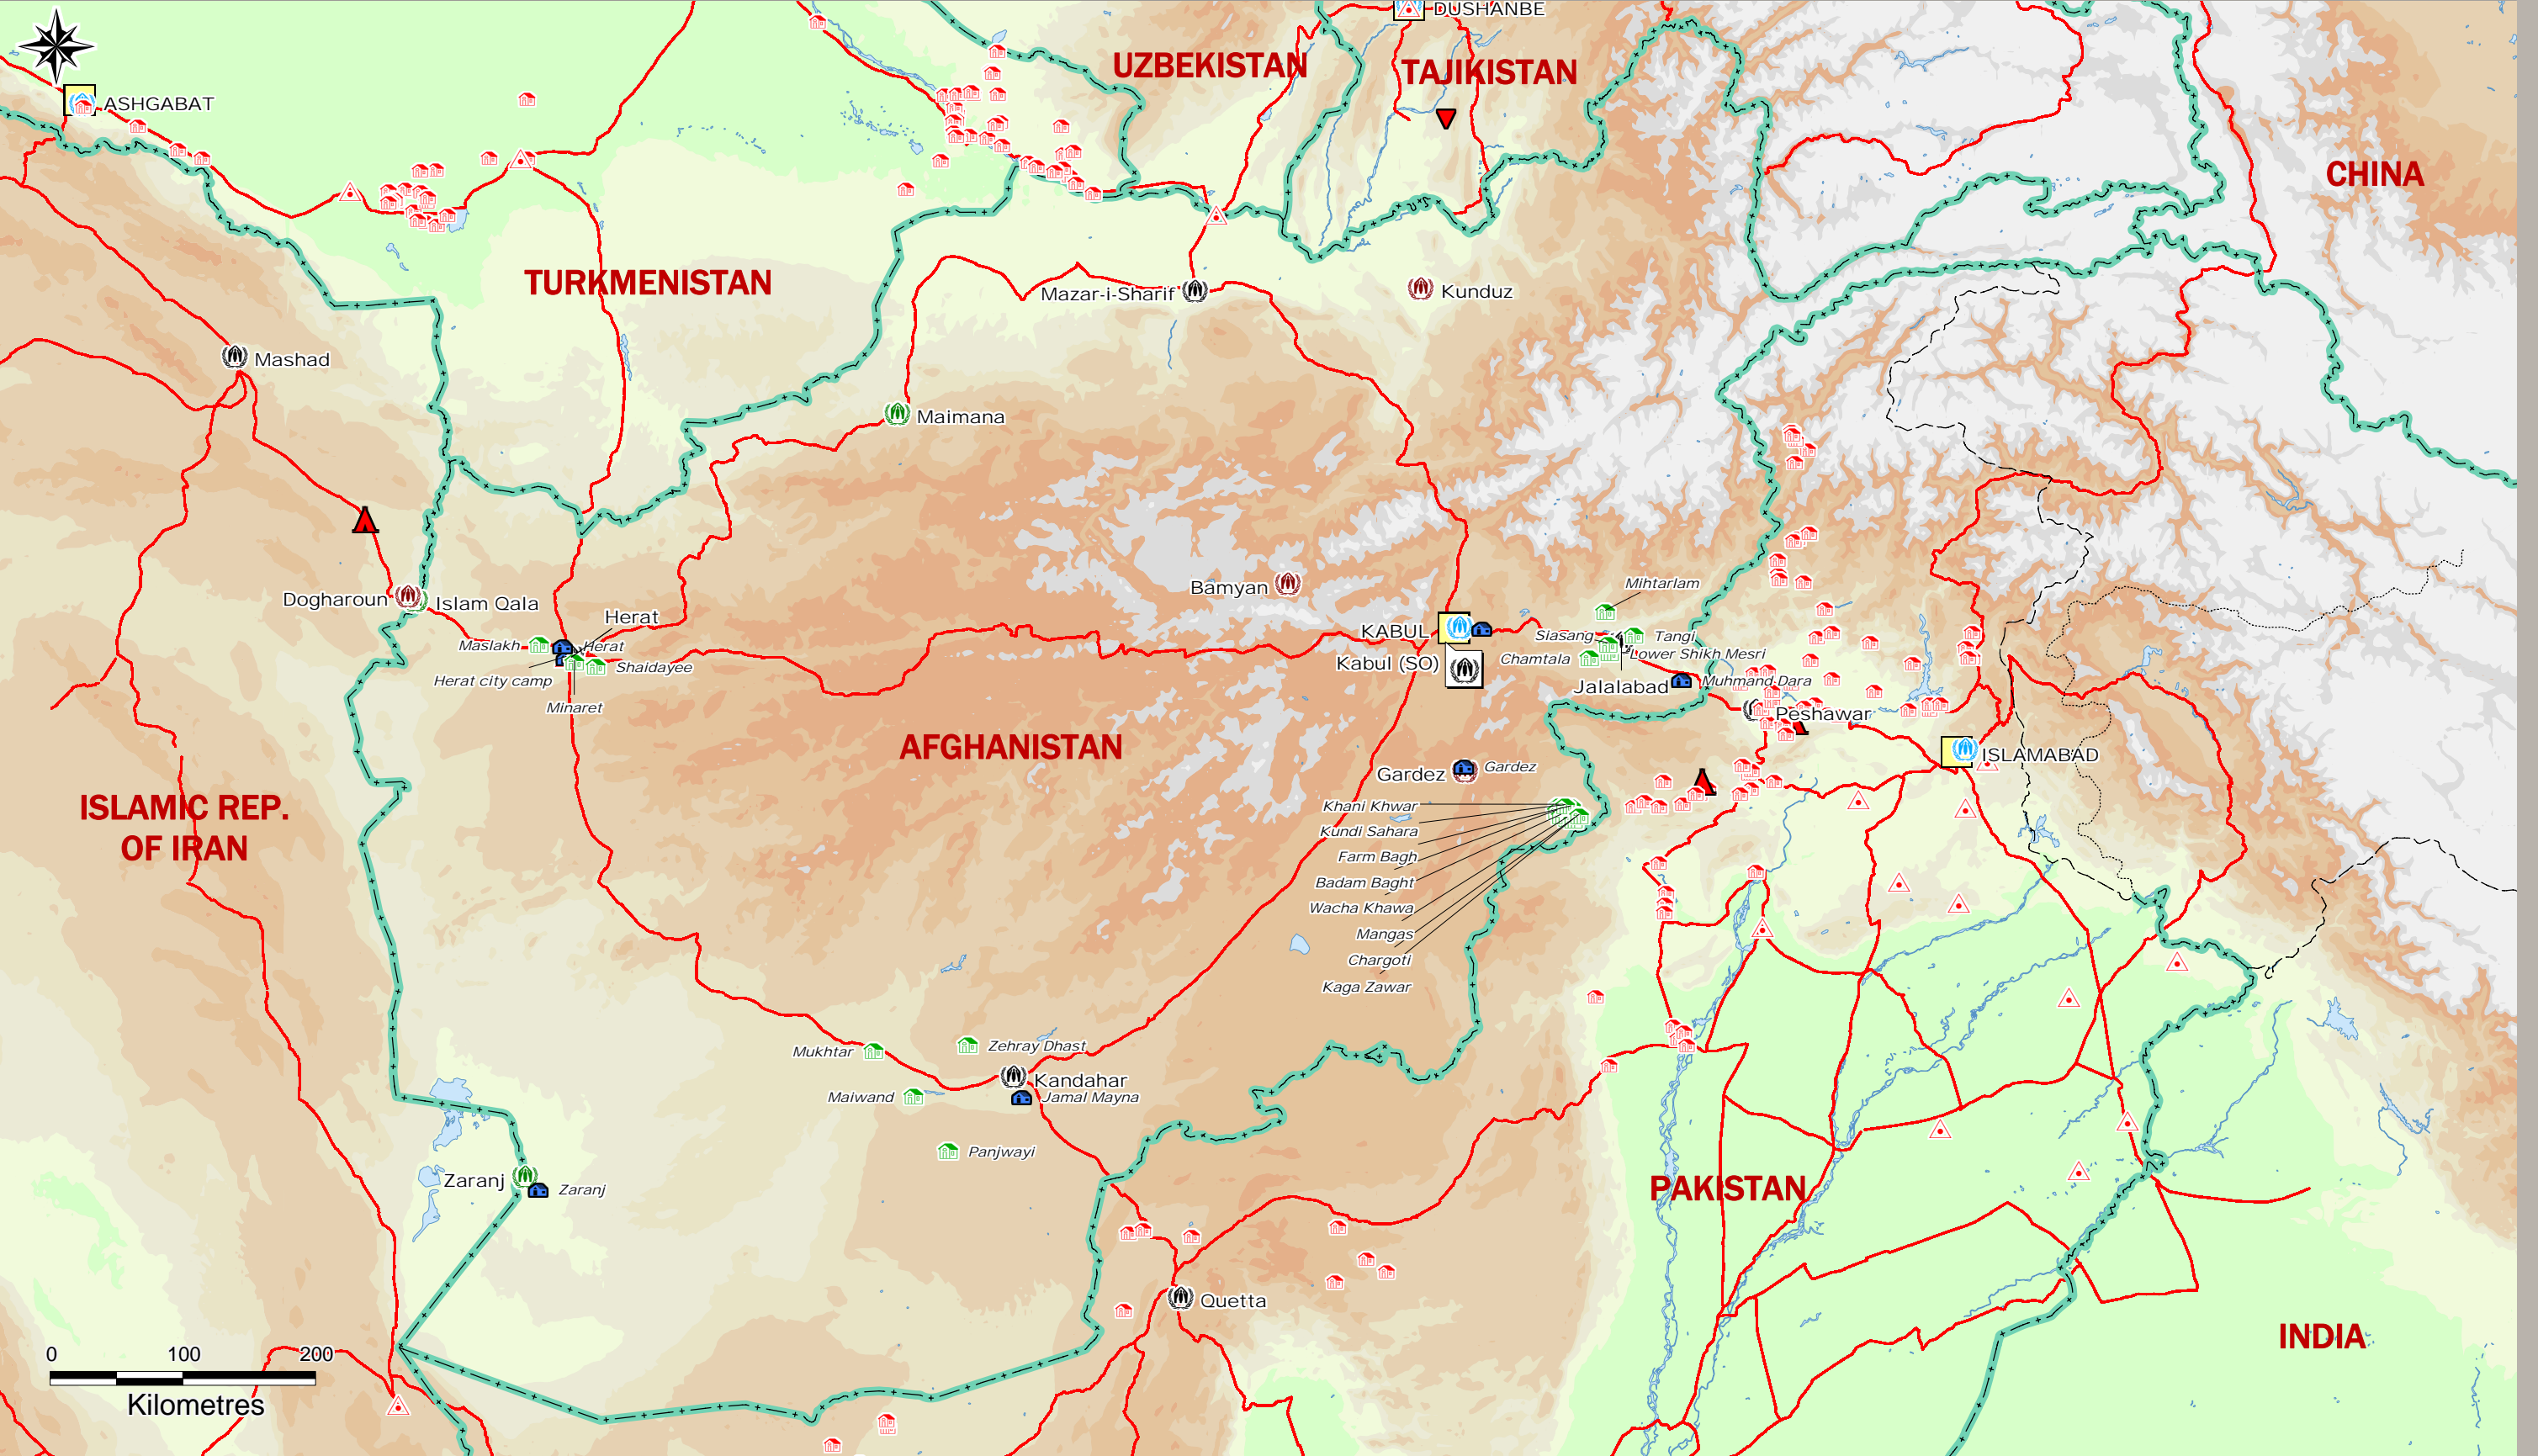 DUSHANBE
UZBEKISTAN
TAJIKISTAN
ASHGABAT
CHINA
TURKMENISTAN
Mazar-i-Sharif
Kunduz
Mashad
Maimana
Mihtarlam
Bamyan
Dogharoun
Islam Qala
Herat
KABUL
Siasang
Tangi
Maslakh
Herat
Chamtala
Lower Shikh Mesri
Kabul (SO)
Shaidayee
Herat city camp
Jalalabad
Muhmand Dara
Minaret
Peshawar
AFGHANISTAN
ISLAMABAD
Gardez
Gardez
ISLAMIC REP.
OF IRAN
Khani Khwar
Kundi Sahara
Farm Bagh
Badam Baght
Wacha Khawa
Mangas
Chargoti
Kaga Zawar
Mukhtar
Zehray Dhast
Kandahar
Maiwand
Jamal Mayna
Panjwayi
Zaranj
Zaranj
PAKISTAN
Quetta
INDIA
0 100 200
Kilometres